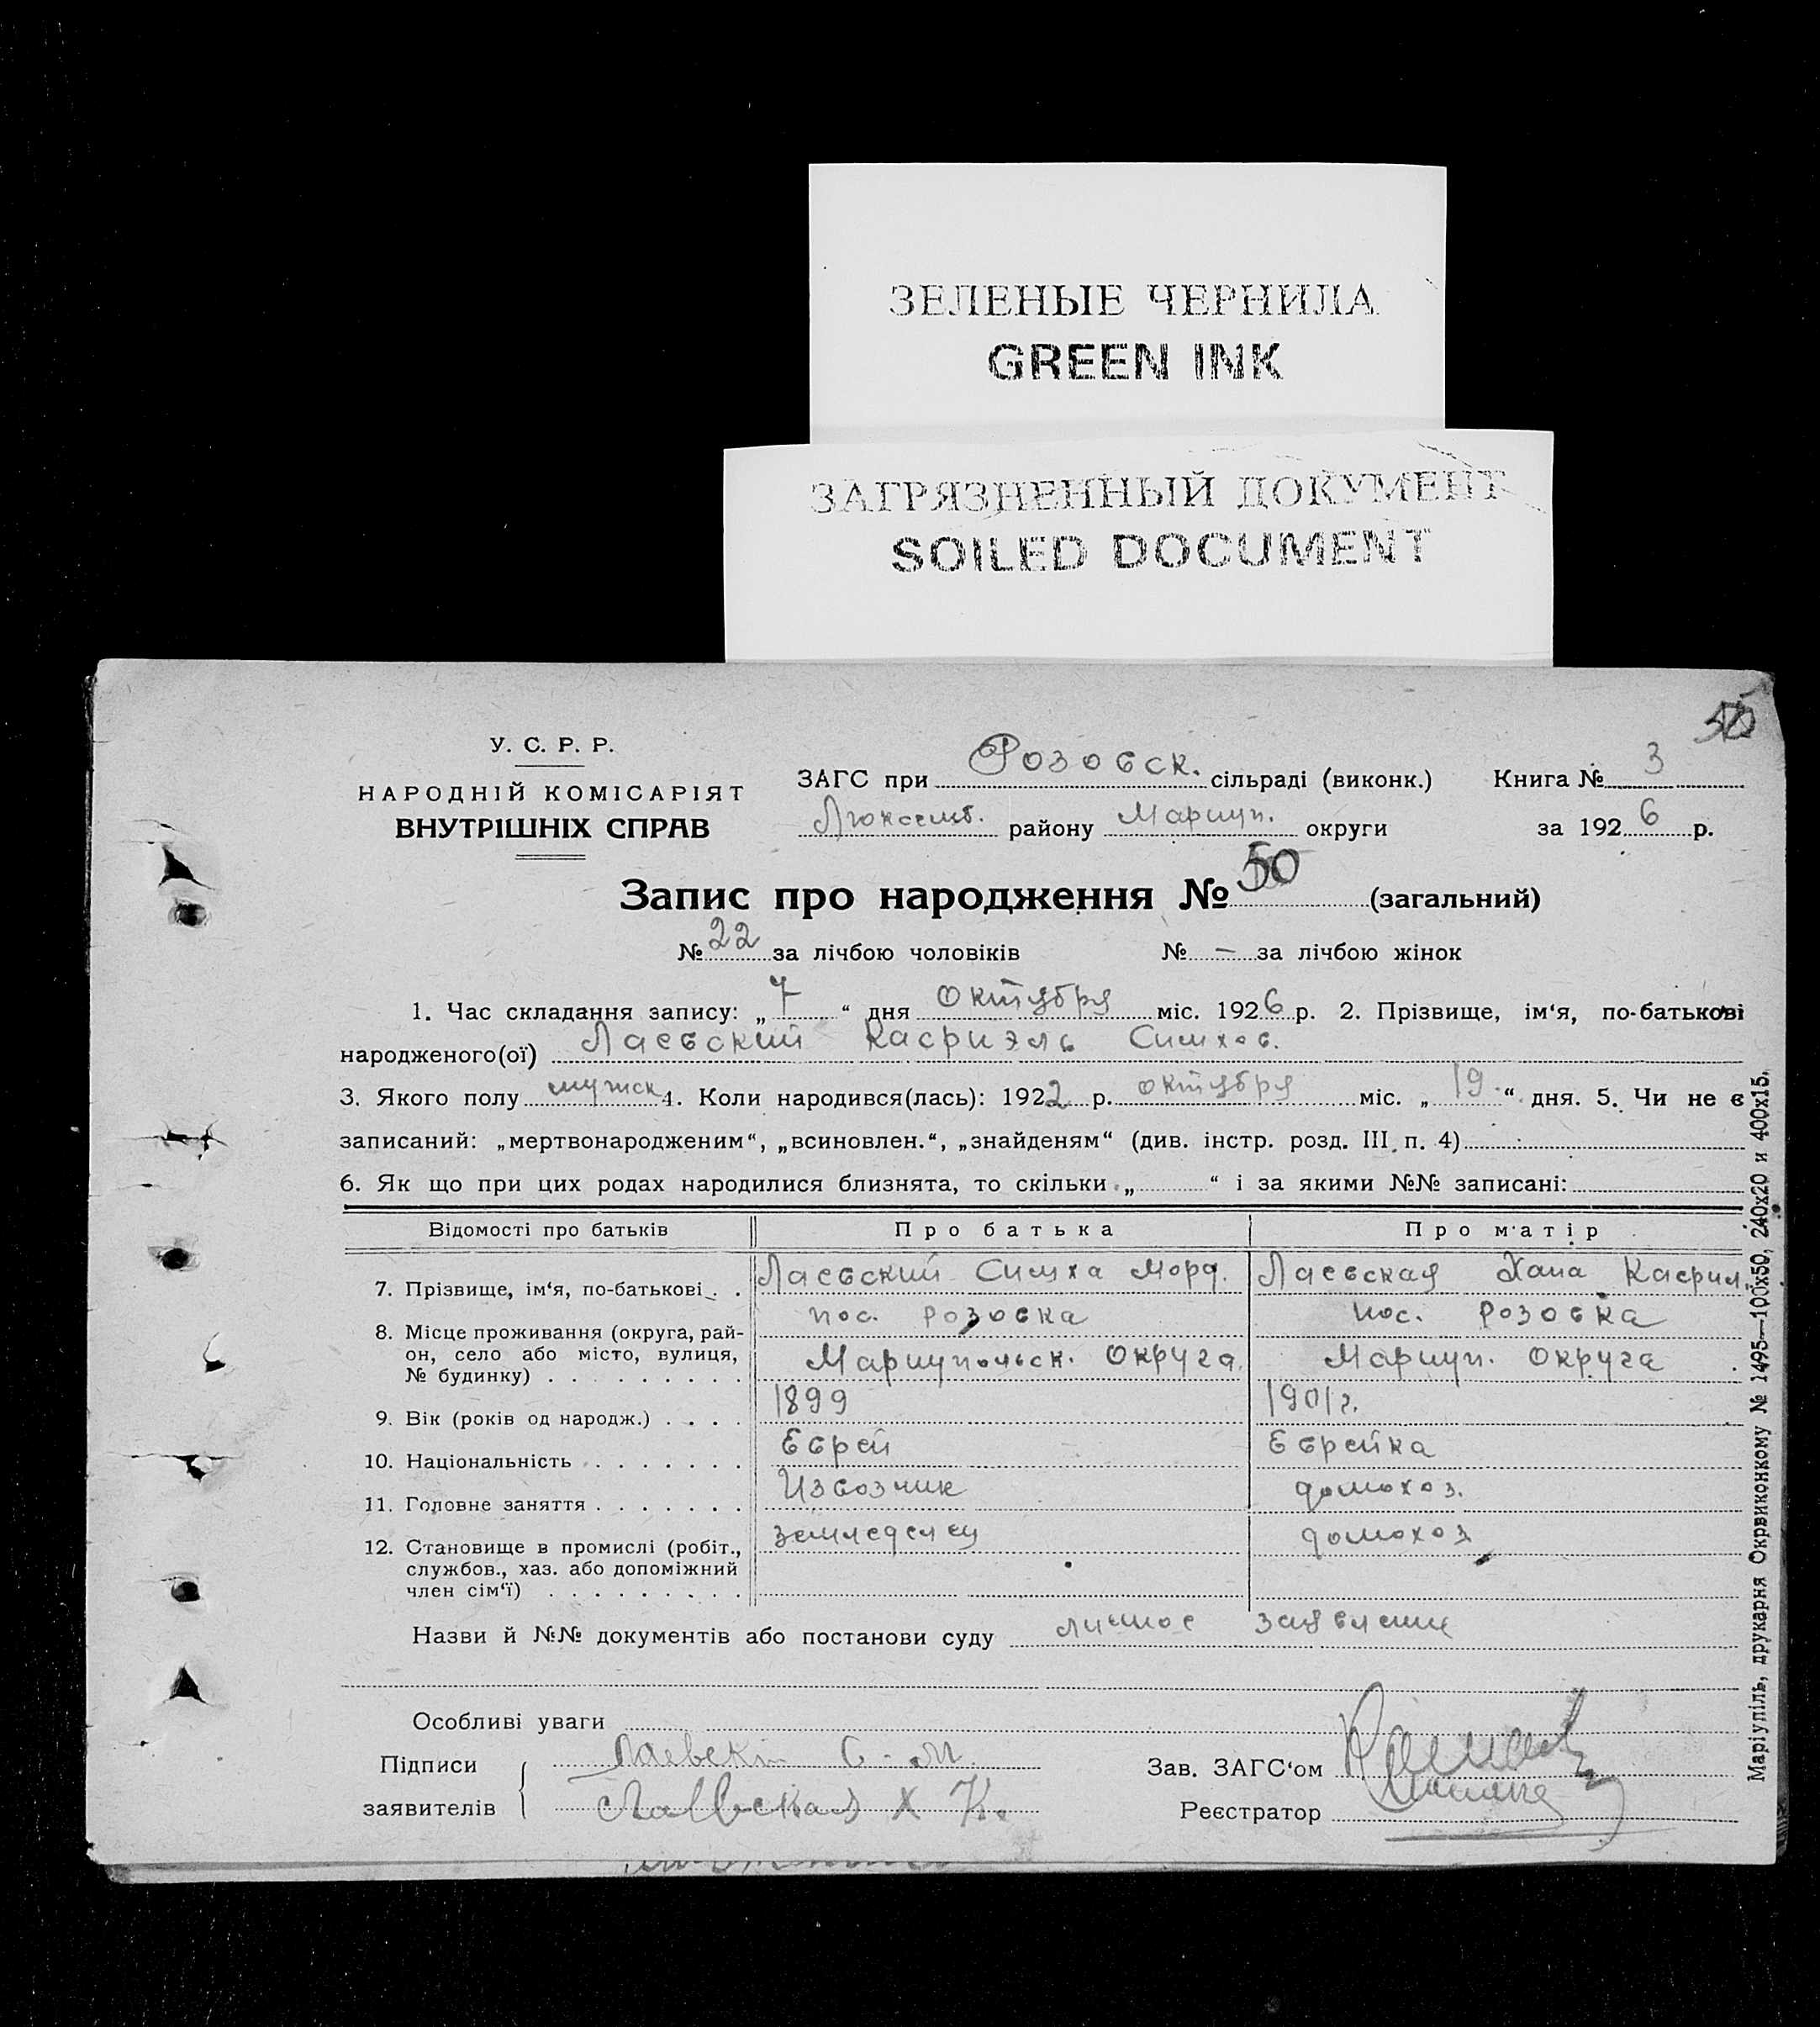 ЗЕЛЕНЫЕ ЧЕРНИЛА
GREEN INK
ЗАГРЯЗНЕННЫЙ ДОКУМЕНТ
SOILED DOCUMENT
У. С. Р. Р.
НАРОДНІЙ КОМІСАРІЯТ
ВНУТРІШНІХ СПРАВ
ЗАГС при Розовск. сільраді (виконк.) Книга № 3
Люксемб. району Мариуп. округи за 1926 р.
Запис про народження № 50 (загальний)
№ 22 за лічбою чоловіків № — за лічбою жінок
1. Час складання запису: „7“ дня октября міс. 1926 р. 2. Прізвище, ім‘я, по-батькові
народженого(ої) Лаевский Касриэль Симхов.
3. Якого полу мужск 4. Коли народився(лась): 1922 р. октября міс. „19“ дня. 5. Чи не є
записаний: „мертвонародженим“, „всиновлен.“, „знайденям“ (див. інстр. розд. III п. 4)
6. Як що при цих родах народилися близнята, то скільки „ “ і за якими №№ записані:
Відомості про батьків Про батька Про матір
7. Прізвище, ім‘я, по-батькові . . Лаевский Симха Морд. Лаевская Хана Касрил.
8. Місце проживання (округа, рай- пос. Розовка пос. Розовка
он, село або місто, вулиця, Мариупольск. Округа Мариуп. Округа
№ будинку) . . . . . . . . .
9. Вік (років од народж.) . . . . 1899 1901 г.
10. Національність . . . . . . . Еврей Еврейка
11. Головне заняття . . . . . . . Извозчик домохоз.
12. Становище в промислі (робіт., земледелец домохоз
службов., хаз. або допоміжний
член сім‘ї) . . . . . . . . .
Назви й №№ документів або постанови суду личное заявление
Особливі уваги
Підписи Лаевский С. М.
заявителів Лаевская Х К.
Зав. ЗАГС‘ом
Реєстратор
Маріупіль, друкарня Окрвиконкому № 1495—100х50, 240х20 и 400х15.